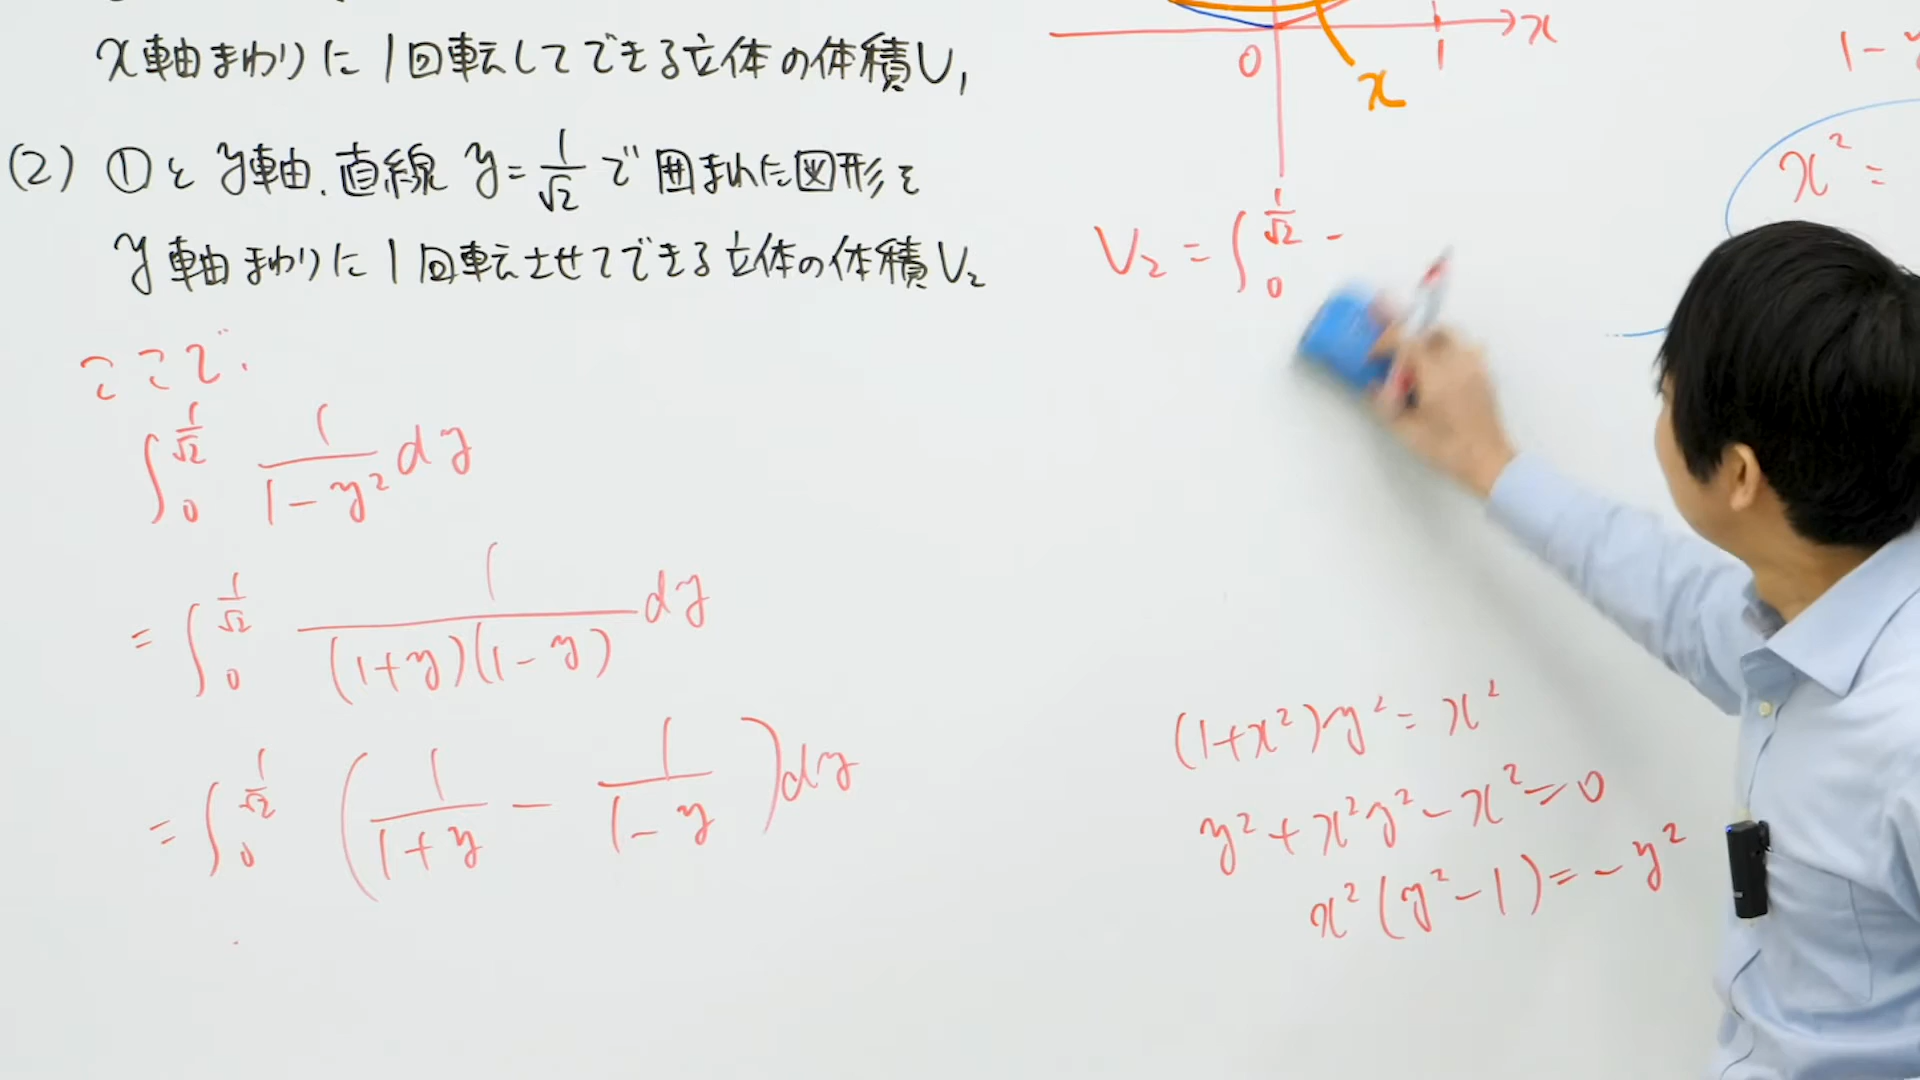 x軸まわりに1回転してできる立体の体積V₁
(2) ①とy軸、直線 y=1/√2 で囲まれた図形を
y軸まわりに1回転させてできる立体の体積V₂
ここで、
∫₀^{1/√2} 1/(1-y²) dy
= ∫₀^{1/√2} 1/((1+y)(1-y)) dy
= ∫₀^{1/√2} (1/(1+y) - 1/(1-y)) dy
x
0
1
x
V₂ = ∫₀^{1/√2} -
(1+x²)y² = x²
y²+x²y²-x²=0
x²(y²-1)=-y²
1-
x² =